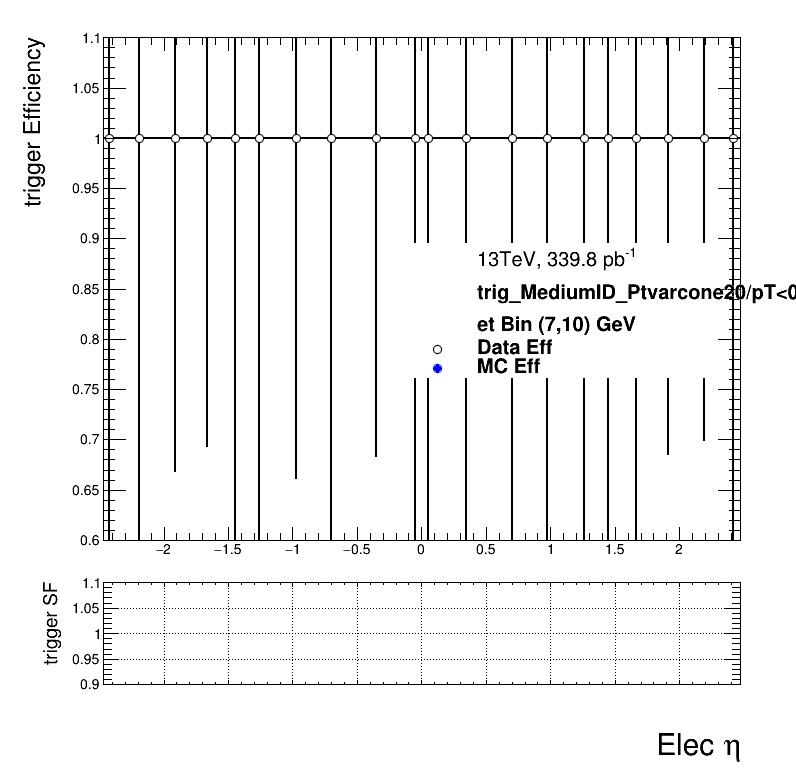 trigger Efficiency
1.1
1.05
1
0.95
0.9
0.85
0.8
0.75
0.7
0.65
0.6
13TeV, 339.8 pb-1
trig_MediumID_Ptvarcone20/pT<0
et Bin (7,10) GeV
Data Eff
MC Eff
−2 −1.5 −1 −0.5 0 0.5 1 1.5 2
trigger SF
1.1
1.05
1
0.95
0.9
Elec η